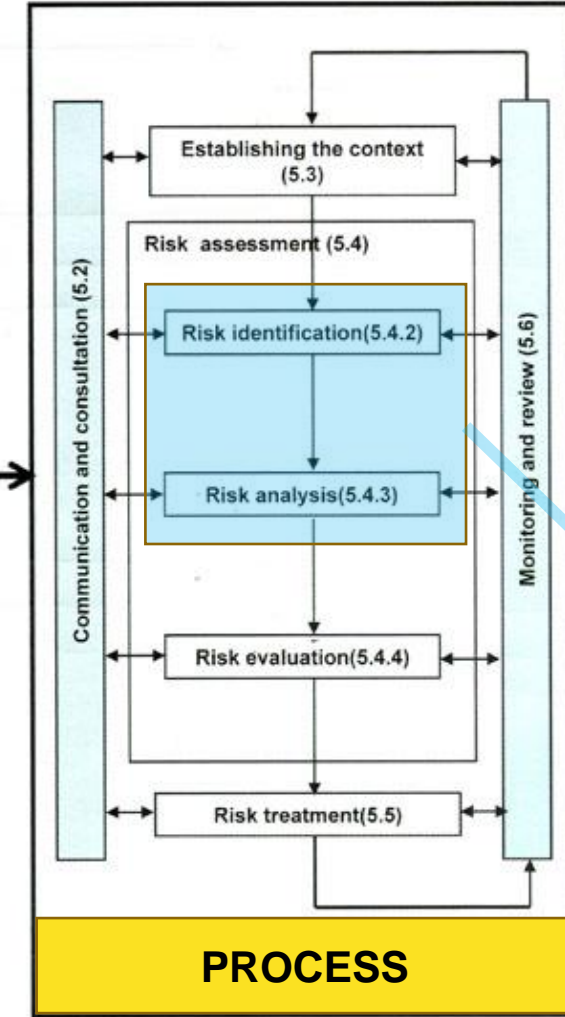 Establishing the context
(5.3)
Risk assessment (5.4)
Communication and consultation (5.2)
Risk identification(5.4.2)
Monitoring and review (5.6)
Risk analysis(5.4.3)
Risk evaluation(5.4.4)
Risk treatment(5.5)
PROCESS